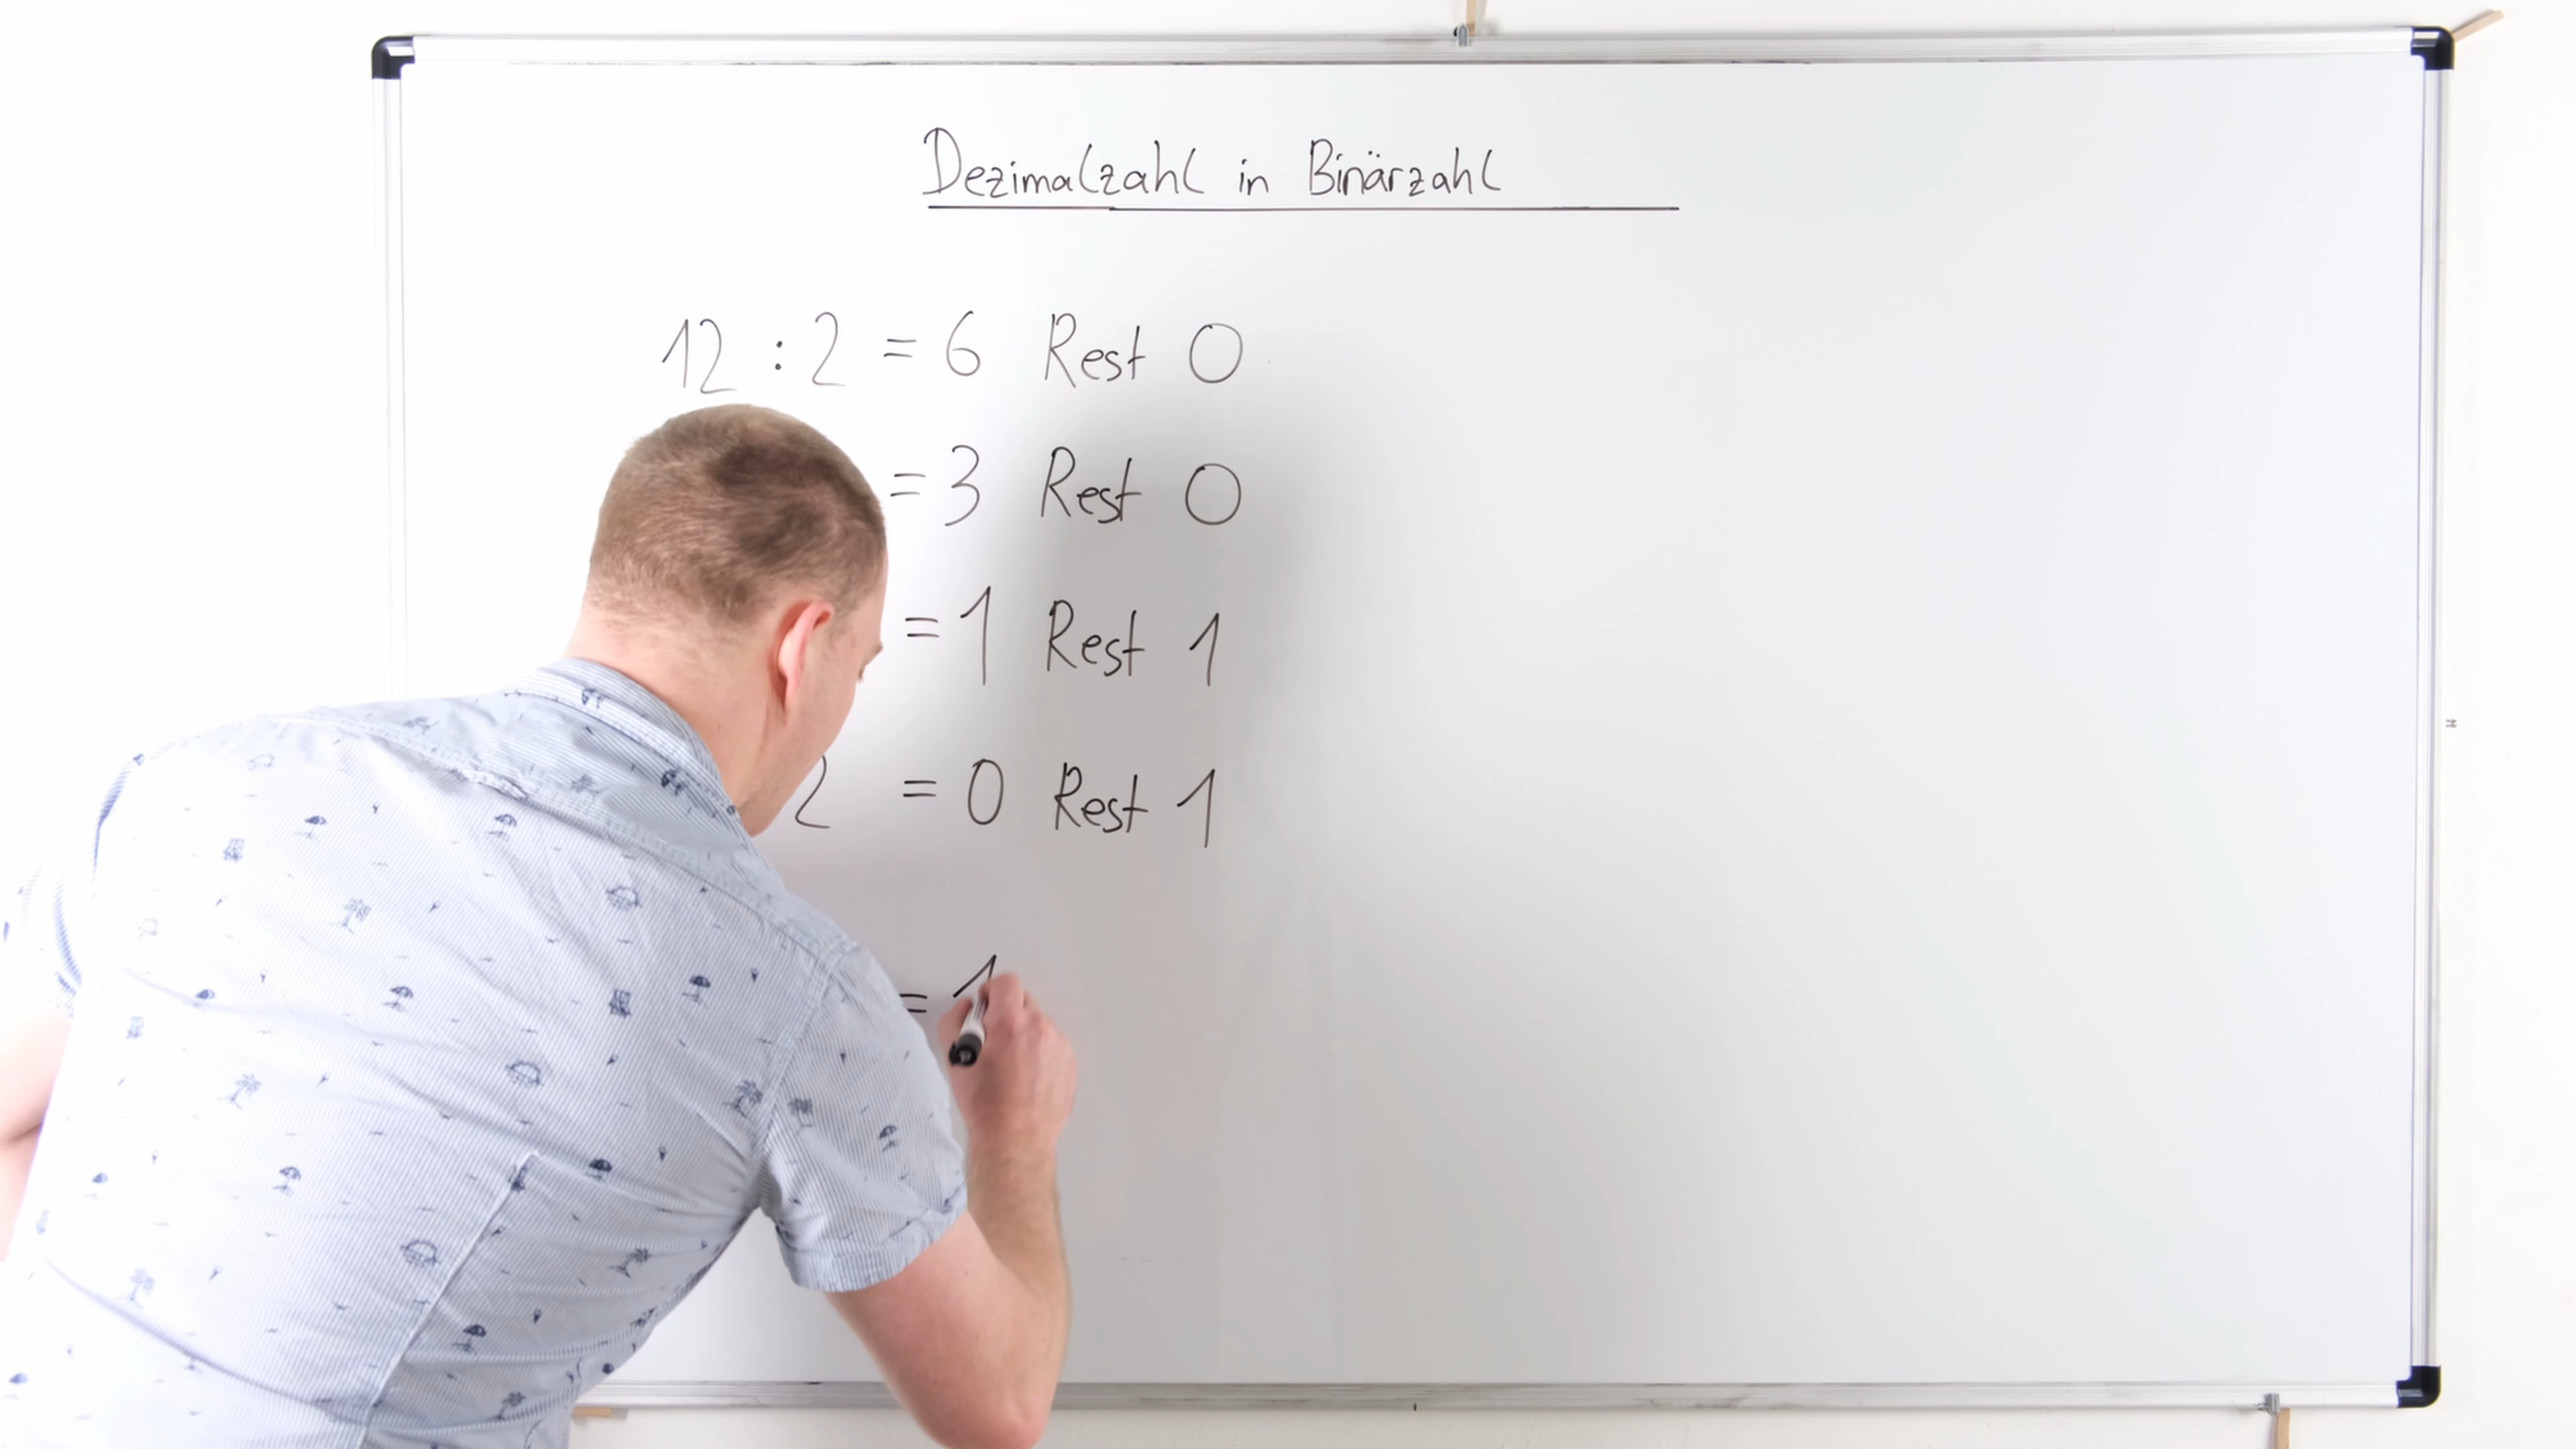 Dezimalzahl in Binärzahl
12 : 2 = 6 Rest 0
= 3 Rest 0
= 1 Rest 1
2 = 0 Rest 1
= 1